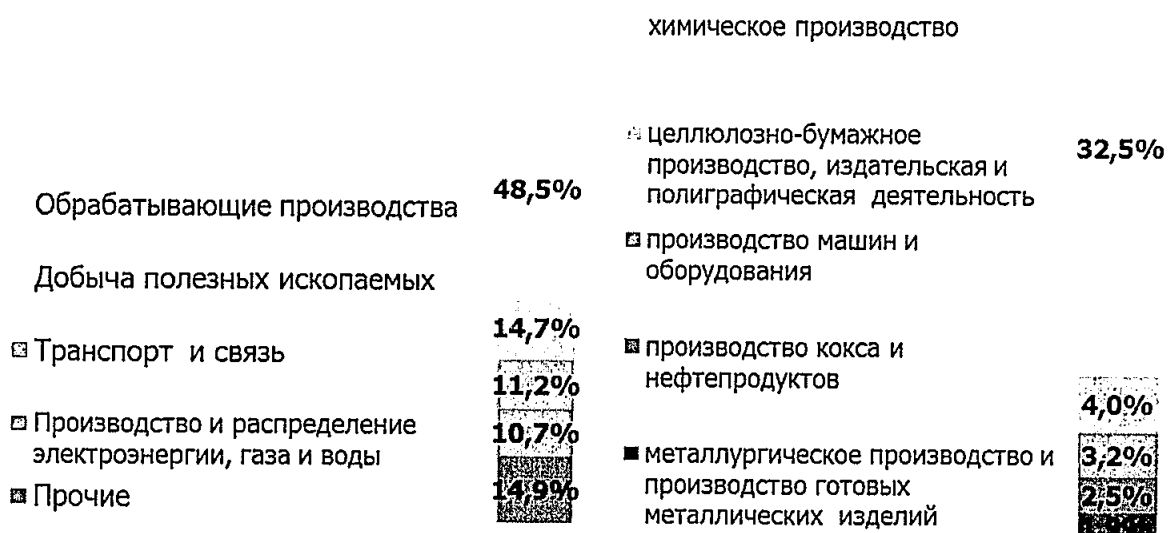 Обрабатывающие производства
48,5%
Добыча полезных ископаемых
14,7%
Транспорт и связь
11,2%
Производство и распределение
электроэнергии, газа и воды
10,7%
Прочие
14,9%
химическое производство
целлюлозно-бумажное
производство, издательская и
полиграфическая деятельность
32,5%
производство машин и
оборудования
производство кокса и
нефтепродуктов
4,0%
металлургическое производство и
производство готовых
металлических изделий
3,2%
2,5%